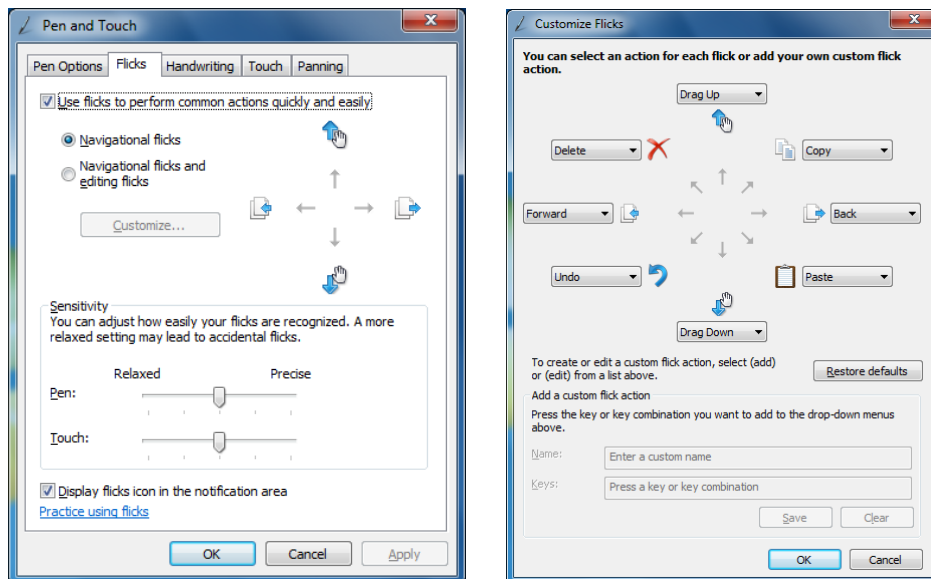 Pen and Touch
Pen Options Flicks Handwriting Touch Panning
Use flicks to perform common actions quickly and easily
Navigational flicks
Navigational flicks and
editing flicks
Customize...
Sensitivity
You can adjust how easily your flicks are recognized. A more
relaxed setting may lead to accidental flicks.
Relaxed Precise
Pen:
Touch:
Display flicks icon in the notification area
Practice using flicks
OK Cancel Apply
Customize Flicks
You can select an action for each flick or add your own custom flick
action.
Drag Up
Delete Copy
Forward Back
Undo Paste
Drag Down
To create or edit a custom flick action, select (add)
or (edit) from a list above.
Restore defaults
Add a custom flick action
Press the key or key combination you want to add to the drop-down menus
above.
Name: Enter a custom name
Keys: Press a key or key combination
Save Clear
OK Cancel